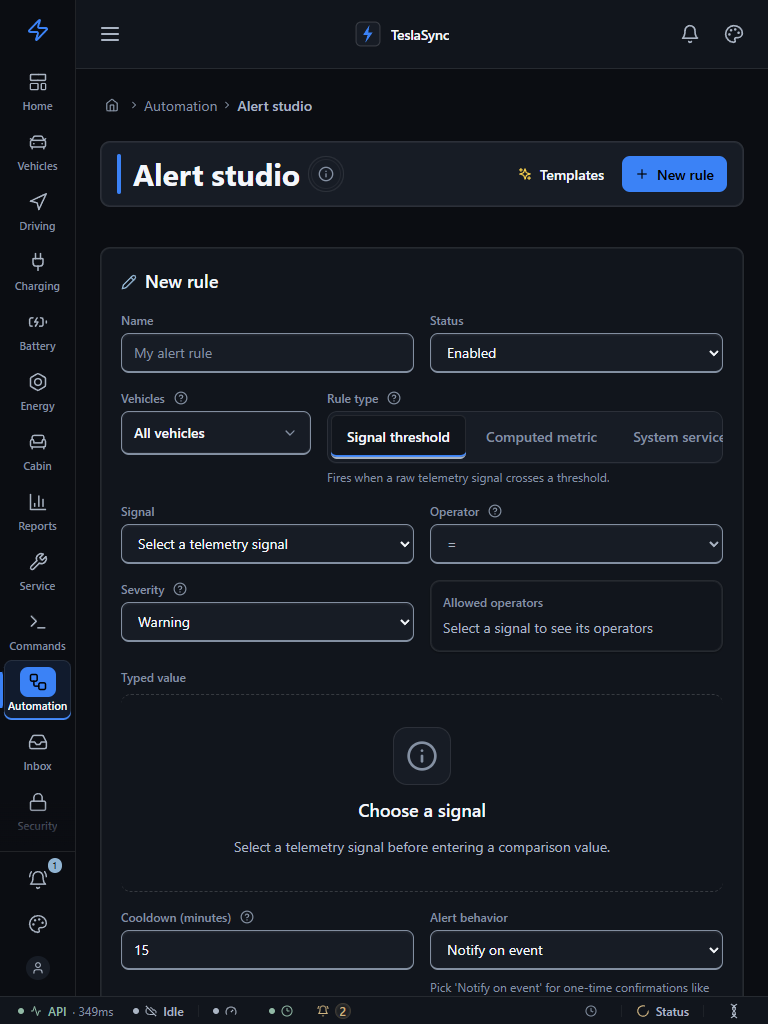 TeslaSync
Home
Vehicles
Driving
Charging
Battery
Energy
Cabin
Reports
Service
Commands
Automation
Inbox
Security
1
Automation
Alert studio
Alert studio
Templates
New rule
New rule
Name
Status
My alert rule
Enabled
Vehicles
Rule type
All vehicles
Signal threshold
Computed metric
System service
Fires when a raw telemetry signal crosses a threshold.
Signal
Operator
Select a telemetry signal
=
Severity
Warning
Allowed operators
Select a signal to see its operators
Typed value
Choose a signal
Select a telemetry signal before entering a comparison value.
Cooldown (minutes)
Alert behavior
15
Notify on event
Pick 'Notify on event' for one-time confirmations like
API · 349ms
Idle
2
Status